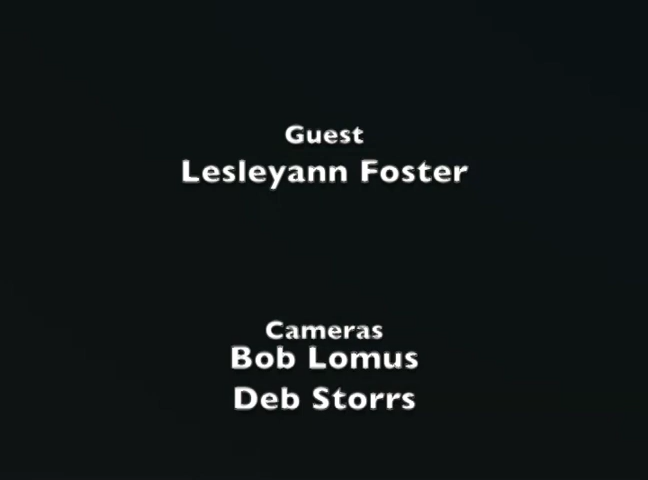 Guest
Lesleyann Foster
Cameras
Bob Lomus
Deb Storrs